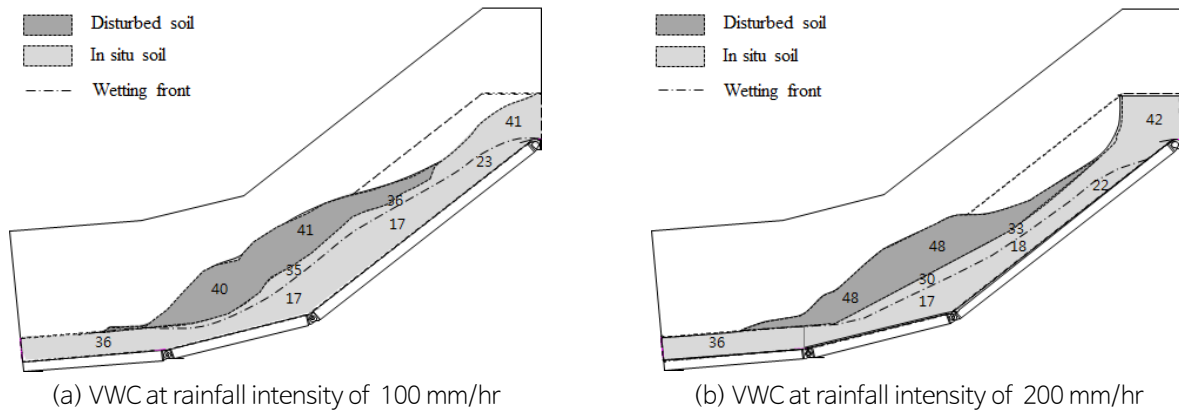 Disturbed soil
In situ soil
Wetting front
41
23
36
17
41
35
40
17
36
(a) VWC at rainfall intensity of 100 mm/hr
Disturbed soil
In situ soil
Wetting front
42
22
33
18
48
30
48
17
36
(b) VWC at rainfall intensity of 200 mm/hr